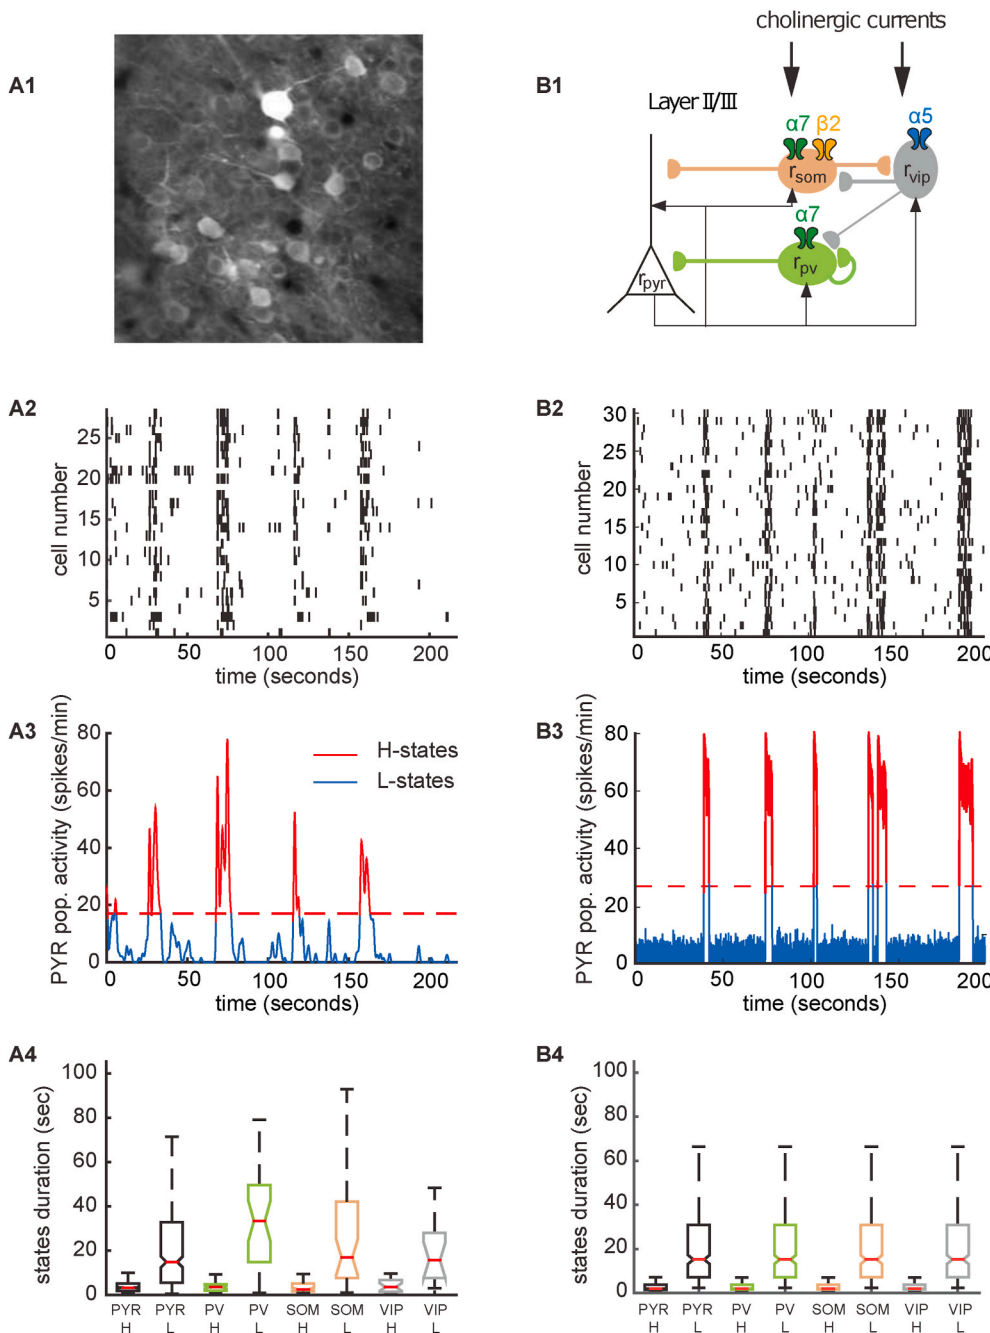 cholinergic currents
A1
B1
Layer II/III
α7 β2 α5
r som
r vip
α7
r pv
r pyr
A2
B2
cell number
25
20
15
10
5
0 50 100 150 200
time (seconds)
cell number
30
25
20
15
10
5
0 50 100 150 200
time (seconds)
A3
PYR pop. activity (spikes/min)
80
60
40
20
0
H-states
L-states
0 50 100 150 200
time (seconds)
B3
PYR pop. activity (spikes/min)
80
60
40
20
0
0 50 100 150 200
time (seconds)
A4
states duration (sec)
100
80
60
40
20
0
PYR PYR PV PV SOM SOM VIP VIP
H L H L H L H L
B4
states duration (sec)
100
80
60
40
20
0
PYR PYR PV PV SOM SOM VIP VIP
H L H L H L H L